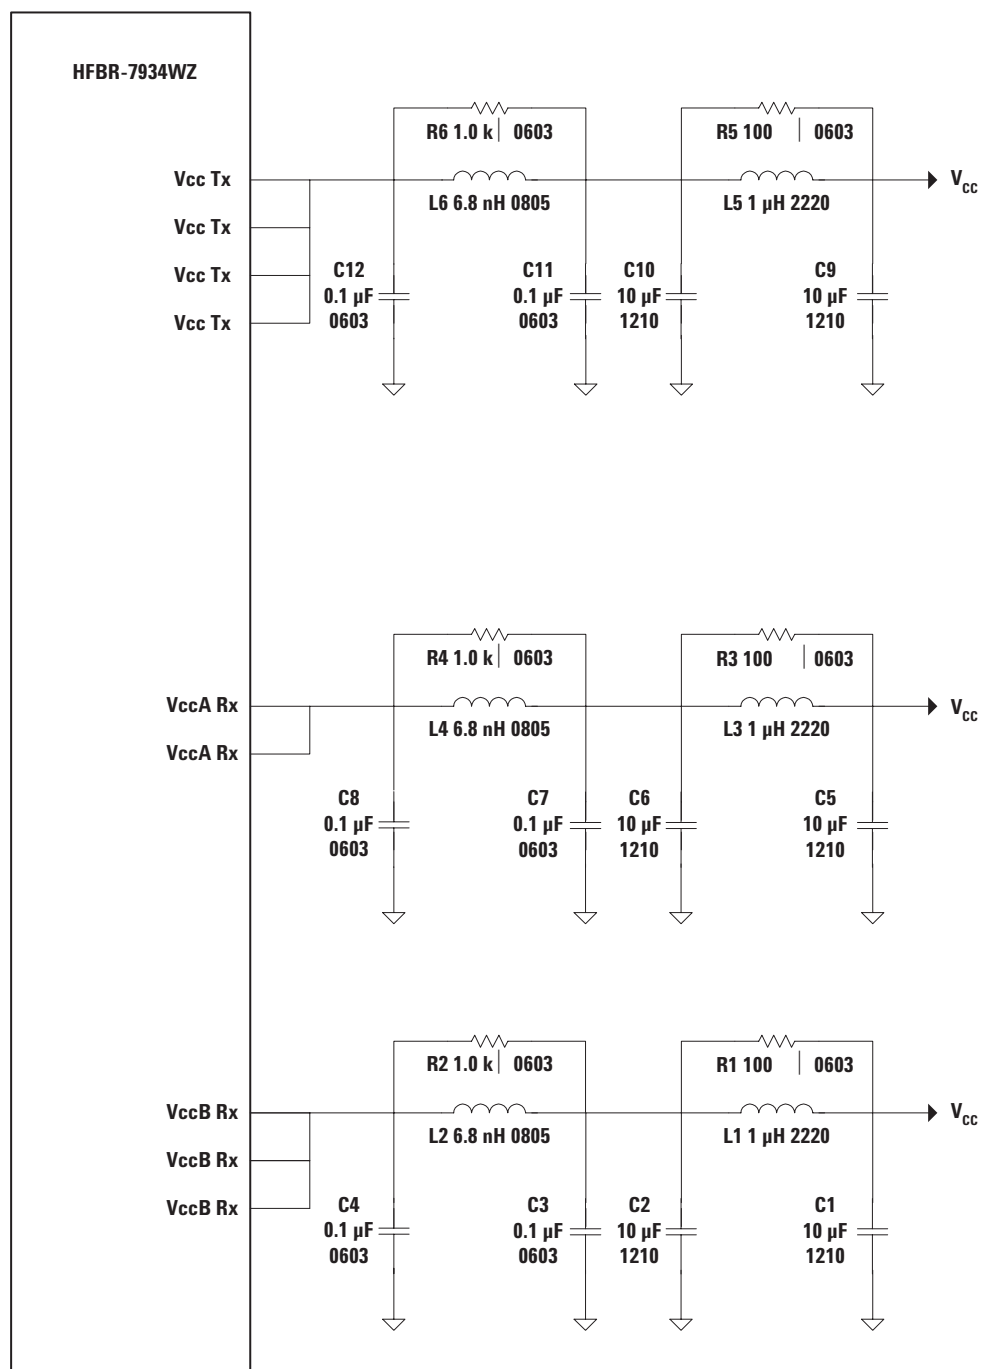 HFBR-7934WZ
R6 1.0 k| 0603
R5 100 | 0603
Vcc Tx
V_CC
L6 6.8 nH 0805
L5 1 µH 2220
Vcc Tx
Vcc Tx
Vcc Tx
C12
0.1 µF
0603
C11
0.1 µF
0603
C10
10 µF
1210
C9
10 µF
1210
R4 1.0 k| 0603
R3 100 | 0603
VccA Rx
V_CC
L4 6.8 nH 0805
L3 1 µH 2220
VccA Rx
C8
0.1 µF
0603
C7
0.1 µF
0603
C6
10 µF
1210
C5
10 µF
1210
R2 1.0 k| 0603
R1 100 | 0603
VccB Rx
V_CC
L2 6.8 nH 0805
L1 1 µH 2220
VccB Rx
VccB Rx
C4
0.1 µF
0603
C3
0.1 µF
0603
C2
10 µF
1210
C1
10 µF
1210